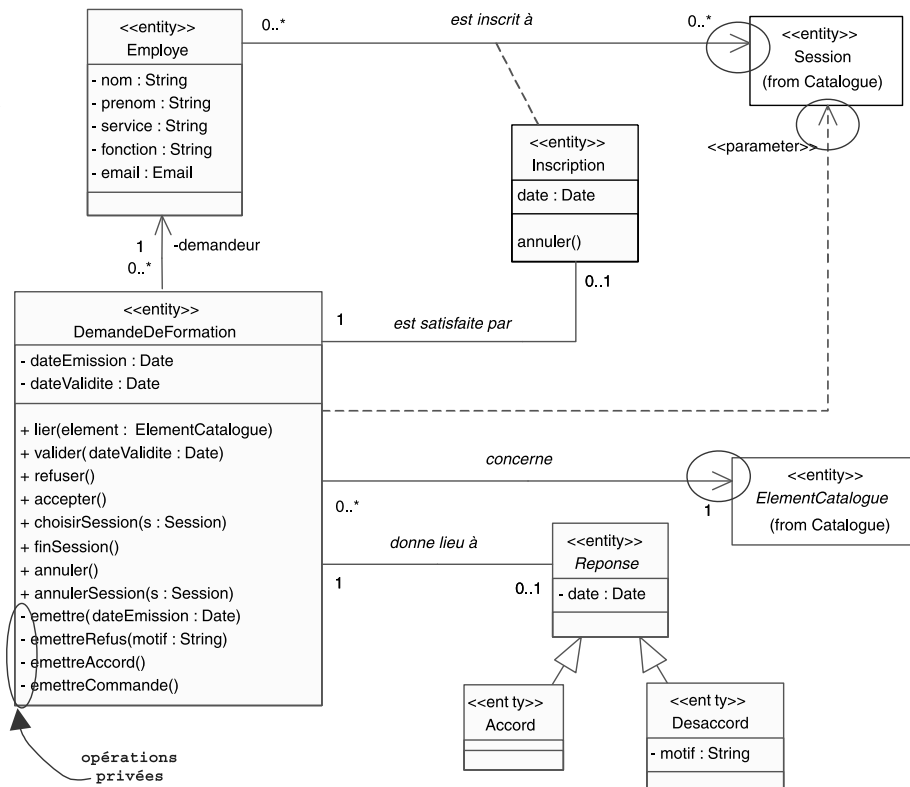 <<entity>>
Employe
- nom : String
- prenom : String
- service : String
- fonction : String
- email : Email
0..*
est inscrit à
0..*
<<entity>>
Session
(from Catalogue)
<<parameter>>
<<entity>>
Inscription
date : Date
annuler()
0..1
1
-demandeur
0..*
1
est satisfaite par
<<entity>>
DemandeDeFormation
- dateEmission : Date
- dateValidite : Date
+ lier(element : ElementCatalogue)
+ valider(dateValidite : Date)
+ refuser()
+ accepter()
+ choisirSession(s : Session)
+ finSession()
+ annuler()
+ annulerSession(s : Session)
- emettre(dateEmission : Date)
- emettreRefus(motif : String)
- emettreAccord()
- emettreCommande()
opérations
privées
concerne
0..*
1
<<entity>>
ElementCatalogue
(from Catalogue)
donne lieu à
1
0..1
<<entity>>
Reponse
- date : Date
<<ent ty>>
Accord
<<ent ty>>
Desaccord
- motif : String